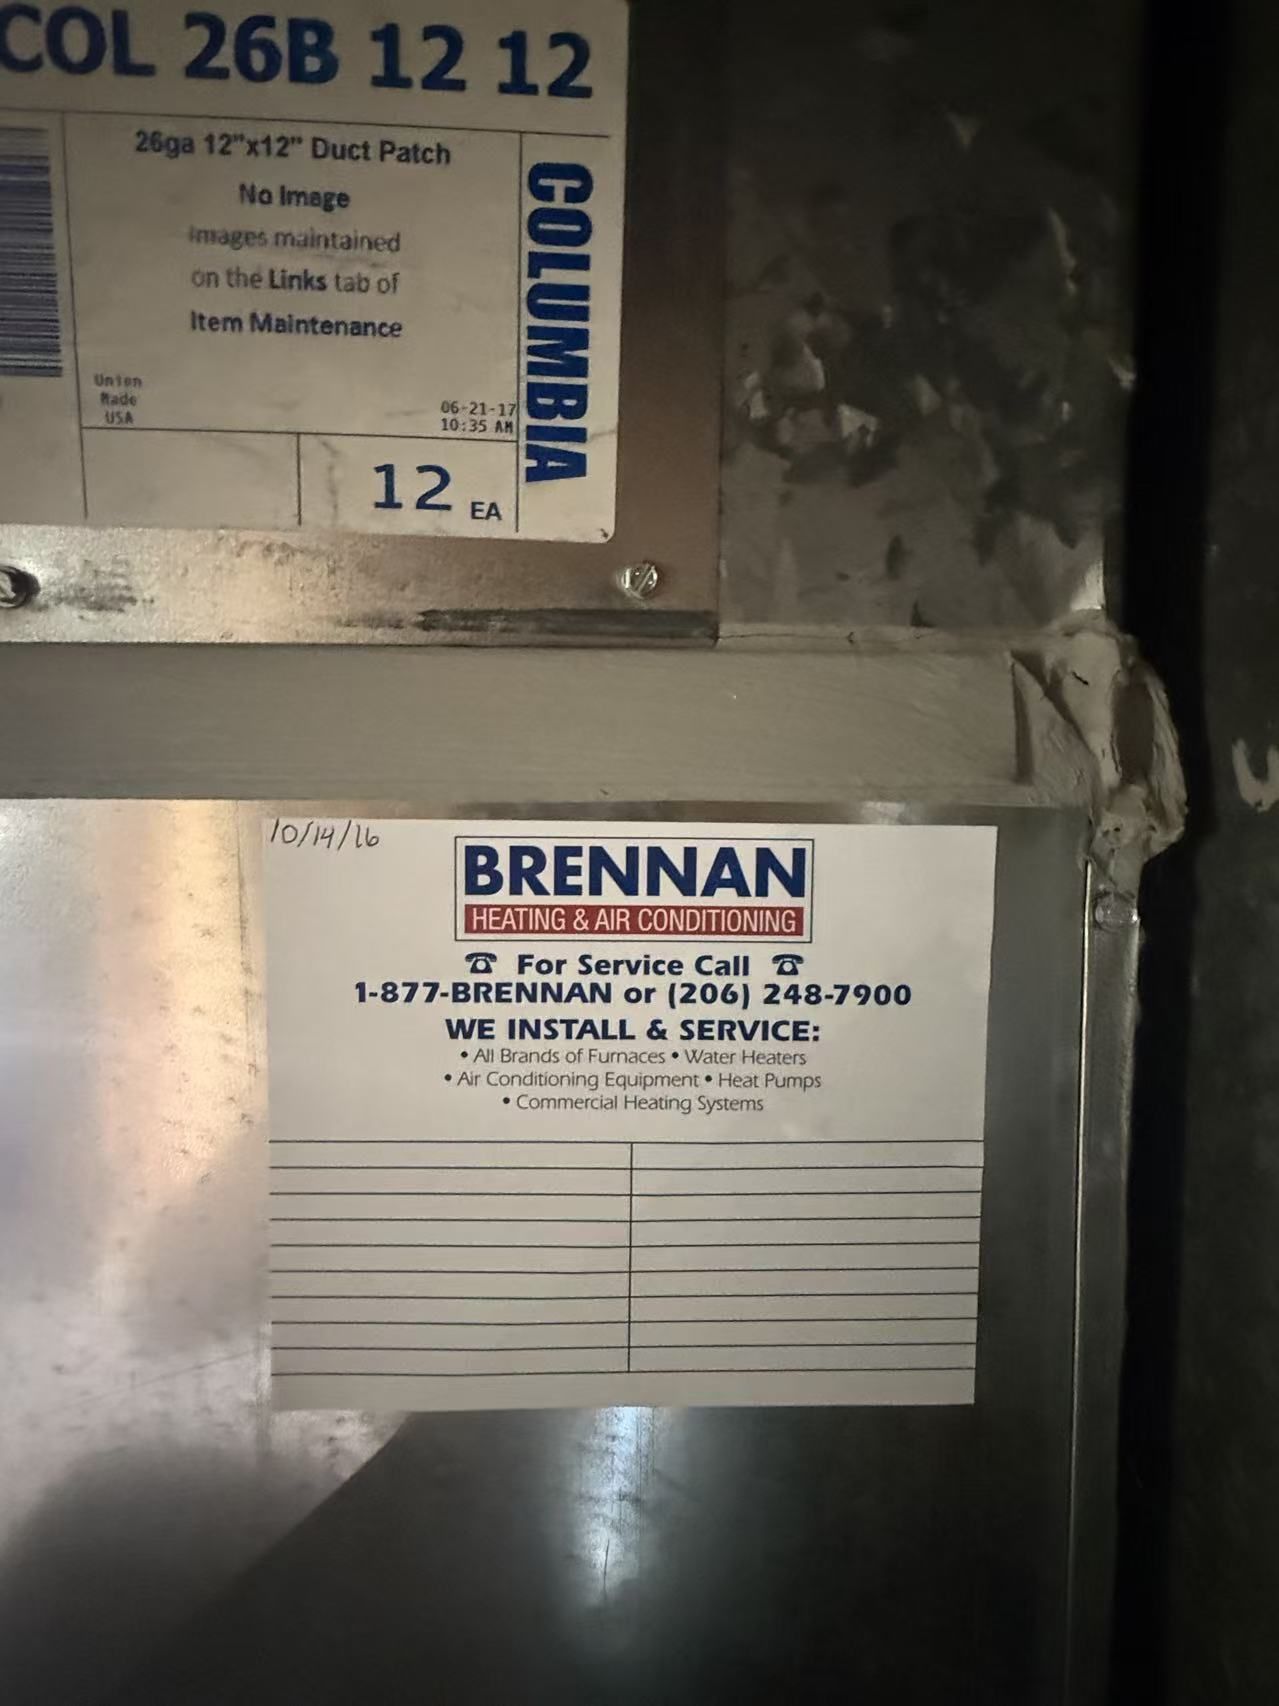 COL 26B 12 12
26ga 12"x12" Duct Patch
No Image
images maintained
on the Links tab of
Item Maintenance
Union
Made
USA
06-21-17
10:35 AM
COLUMBIA
12 EA
10/14/16
BRENNAN
HEATING & AIR CONDITIONING
☎ For Service Call ☎
1-877-BRENNAN or (206) 248-7900
WE INSTALL & SERVICE:
• All Brands of Furnaces • Water Heaters
• Air Conditioning Equipment • Heat Pumps
• Commercial Heating Systems